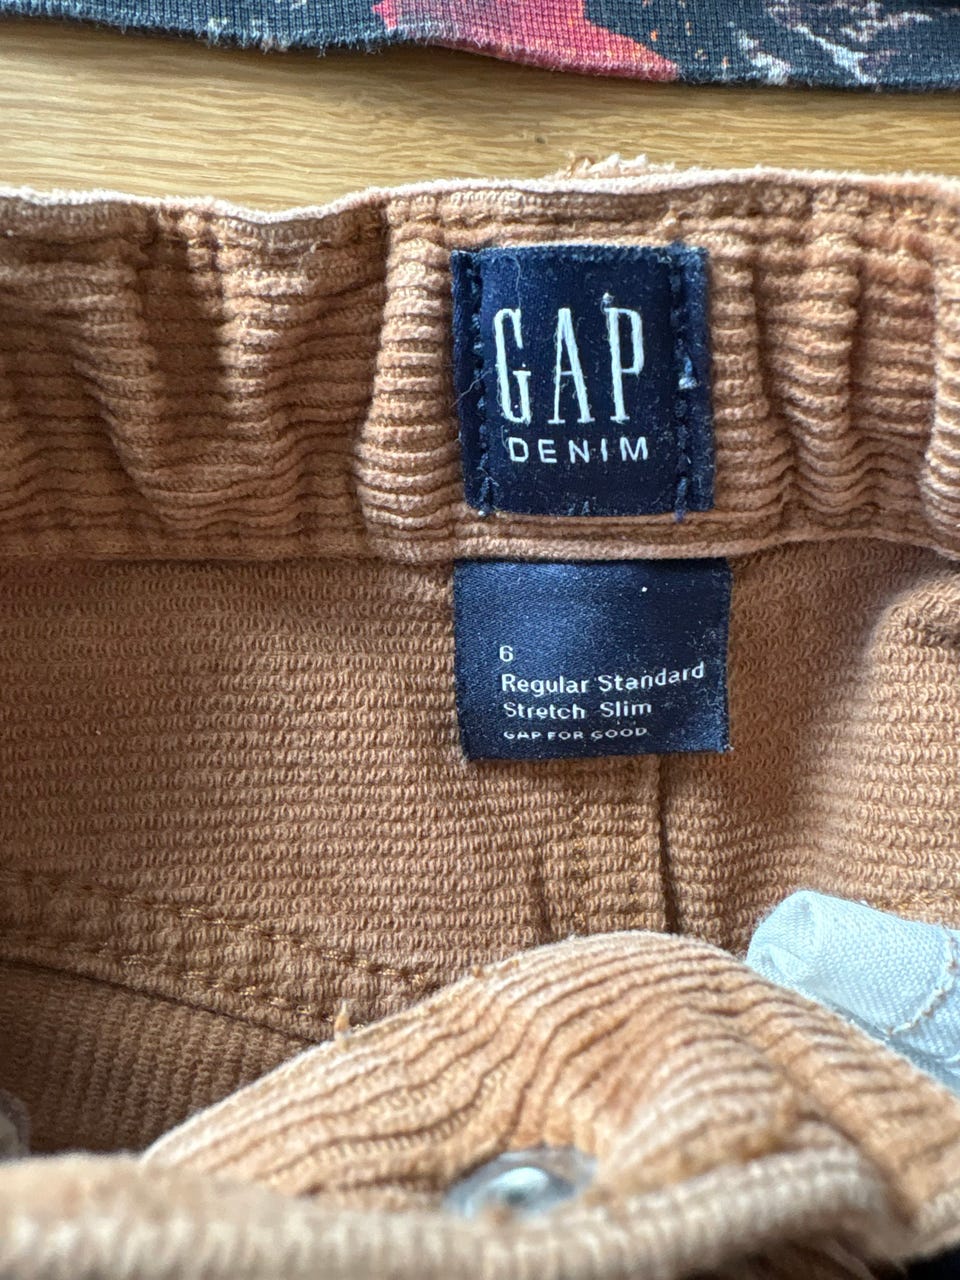 GAP
DENIM
6
Regular Standard
Stretch Slim
GAP FOR GOOD